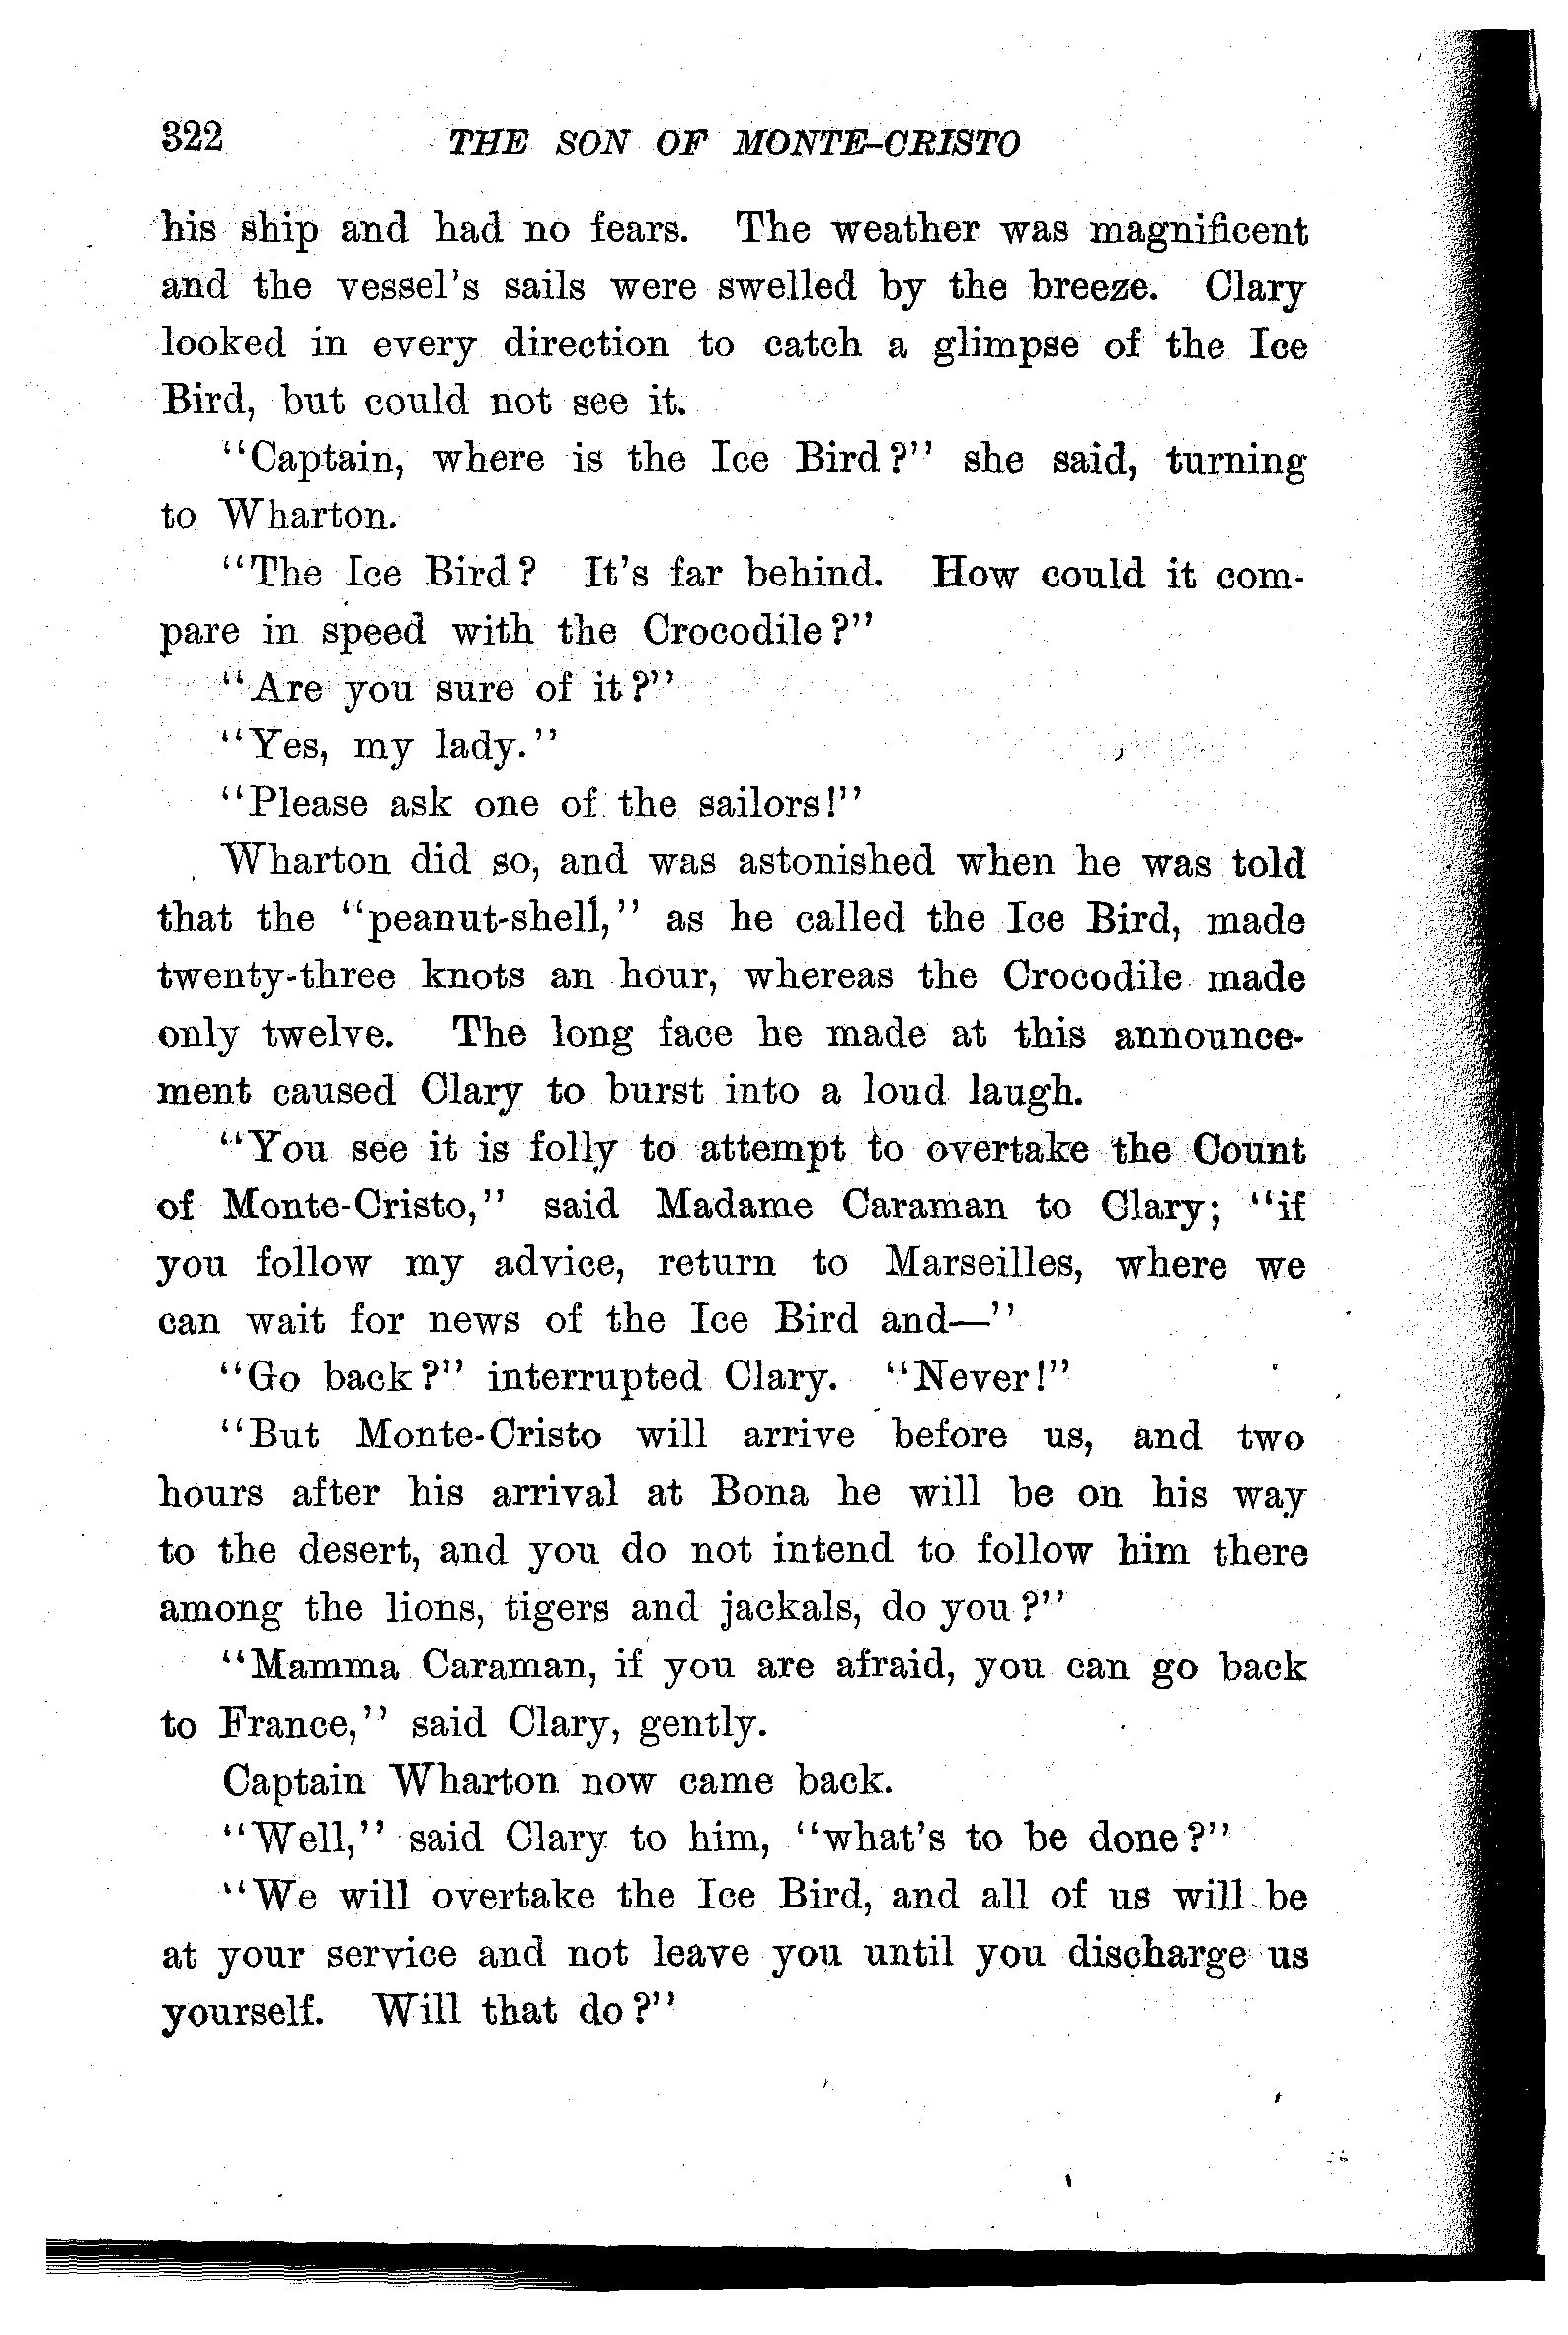 322 THE SON OF MONTE-CRISTO
his ship and had no fears. The weather was magnificent
and the vessel's sails were swelled by the breeze. Clary
looked in every direction to catch a glimpse of the Ice
Bird, but could not see it.
"Captain, where is the Ice Bird?" she said, turning
to Wharton.
"The Ice Bird? It's far behind. How could it com-
pare in speed with the Crocodile?"
"Are you sure of it?"
"Yes, my lady."
"Please ask one of the sailors!"
Wharton did so, and was astonished when he was told
that the "peanut-shell," as he called the Ice Bird, made
twenty-three knots an hour, whereas the Crocodile made
only twelve. The long face he made at this announce-
ment caused Clary to burst into a loud laugh.
"You see it is folly to attempt to overtake the Count
of Monte-Cristo," said Madame Caraman to Clary; "if
you follow my advice, return to Marseilles, where we
can wait for news of the Ice Bird and—"
"Go back?" interrupted Clary. "Never!"
"But Monte-Cristo will arrive before us, and two
hours after his arrival at Bona he will be on his way
to the desert, and you do not intend to follow him there
among the lions, tigers and jackals, do you?"
"Mamma Caraman, if you are afraid, you can go back
to France," said Clary, gently.
Captain Wharton now came back.
"Well," said Clary to him, "what's to be done?"
"We will overtake the Ice Bird, and all of us will be
at your service and not leave you until you discharge us
yourself. Will that do?"